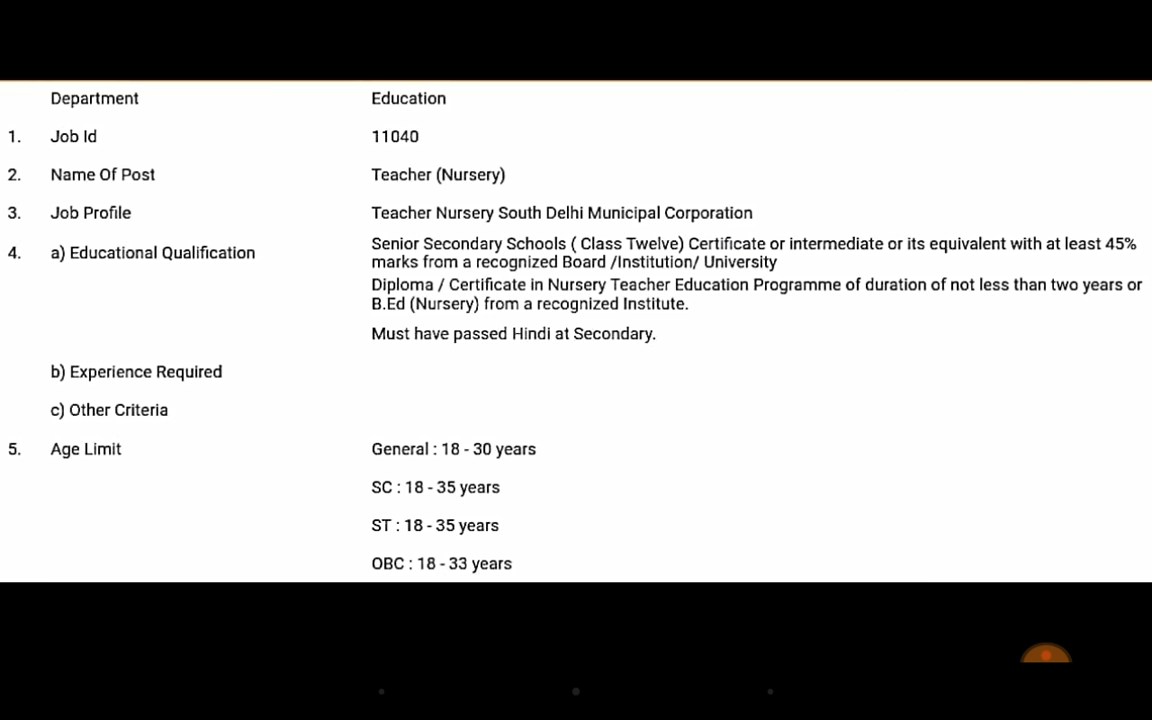 Department Education
1. Job Id 11040
2. Name Of Post Teacher (Nursery)
3. Job Profile Teacher Nursery South Delhi Municipal Corporation
4. a) Educational Qualification Senior Secondary Schools ( Class Twelve) Certificate or intermediate or its equivalent with at least 45%
marks from a recognized Board /Institution/ University
Diploma / Certificate in Nursery Teacher Education Programme of duration of not less than two years or
B.Ed (Nursery) from a recognized Institute.
Must have passed Hindi at Secondary.
b) Experience Required
c) Other Criteria
5. Age Limit General : 18 - 30 years
SC : 18 - 35 years
ST : 18 - 35 years
OBC : 18 - 33 years